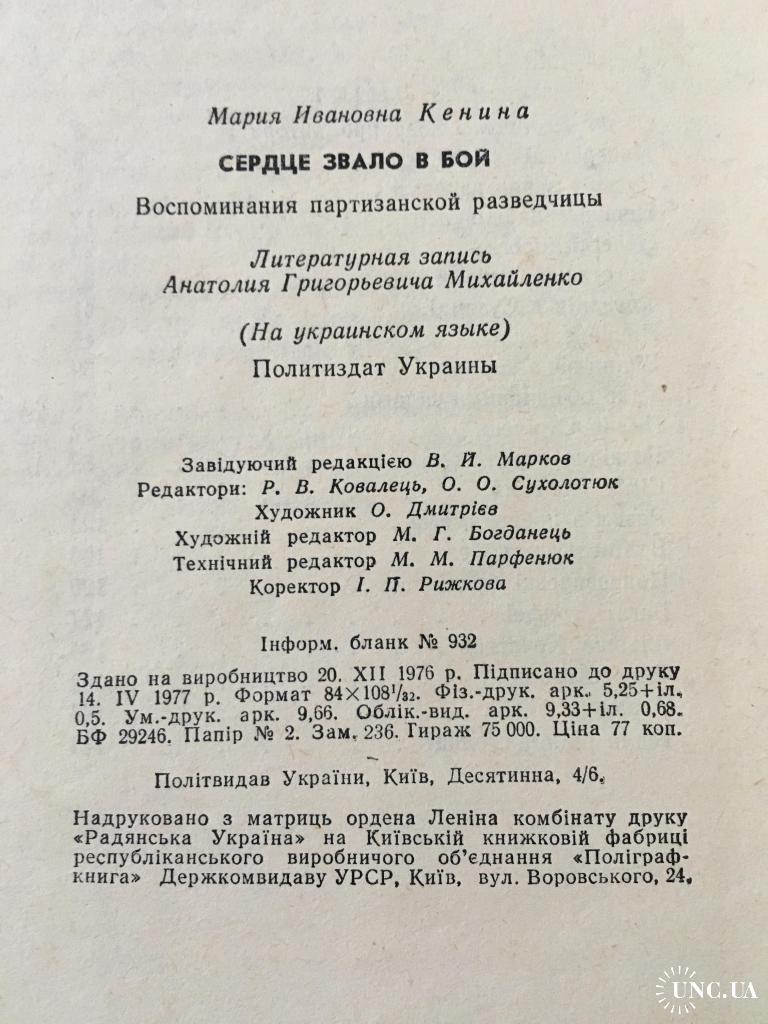 Мария Ивановна Кенина
СЕРДЦЕ ЗВАЛО В БОЙ
Воспоминания партизанской разведчицы
Литературная запись
Анатолия Григорьевича Михайленко
(На украинском языке)
Политиздат Украины
Завідуючий редакцією В. Й. Марков
Редактори: Р. В. Ковалець, О. О. Сухолотюк
Художник О. Дмитрієв
Художній редактор М. Г. Богданець
Технічний редактор М. М. Парфенюк
Коректор І. П. Рижкова
Інформ. бланк № 932
Здано на виробництво 20. XII 1976 р. Підписано до друку
14. IV 1977 р. Формат 84×108¹/₃₂. Фіз.-друк. арк. 5,25+іл.
0,5. Ум.-друк. арк. 9,66. Облік.-вид. арк. 9,33+іл. 0,68.
БФ 29246. Папір № 2. Зам. 236. Тираж 75 000. Ціна 77 коп.
Політвидав України, Київ, Десятинна, 4/6.
Надруковано з матриць ордена Леніна комбінату друку
«Радянська Україна» на Київській книжковій фабриці
республіканського виробничого об'єднання «Поліграф-
книга» Держкомвидаву УРСР, Київ, вул. Воровського, 24.
UNC.UA